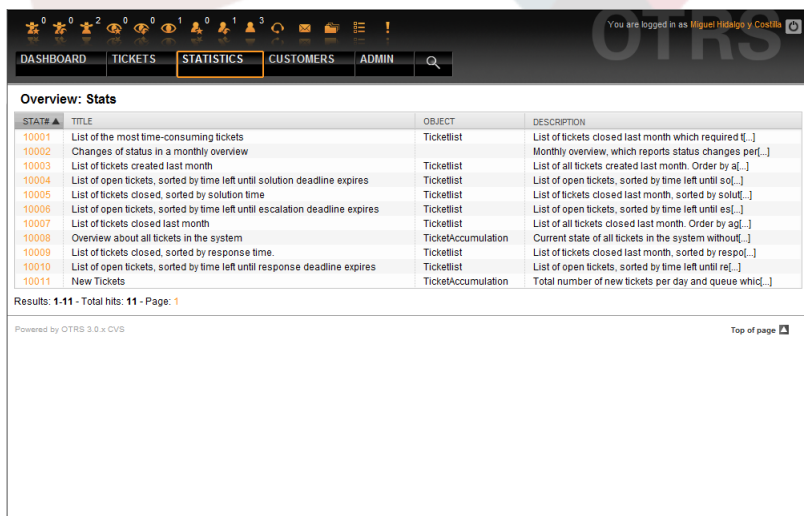 0 0 2 0 0 1 0 1 3
You are logged in as Miguel Hidalgo y Costilla
OTRS
DASHBOARD TICKETS STATISTICS CUSTOMERS ADMIN
Overview: Stats
STAT# TITLE OBJECT DESCRIPTION
10001 List of the most time-consuming tickets Ticketlist List of tickets closed last month which required t[...]
10002 Changes of status in a monthly overview Monthly overview, which reports status changes per[...]
10003 List of tickets created last month Ticketlist List of all tickets created last month. Order by a[...]
10004 List of open tickets, sorted by time left until solution deadline expires Ticketlist List of open tickets, sorted by time left until so[...]
10005 List of tickets closed, sorted by solution time Ticketlist List of tickets closed last month, sorted by solut[...]
10006 List of open tickets, sorted by time left until escalation deadline expires Ticketlist List of open tickets, sorted by time left until es[...]
10007 List of tickets closed last month Ticketlist List of all tickets closed last month. Order by ag[...]
10008 Overview about all tickets in the system TicketAccumulation Current state of all tickets in the system without[...]
10009 List of tickets closed, sorted by response time. Ticketlist List of tickets closed last month, sorted by respo[...]
10010 List of open tickets, sorted by time left until response deadline expires Ticketlist List of open tickets, sorted by time left until re[...]
10011 New Tickets TicketAccumulation Total number of new tickets per day and queue whic[...]
Results: 1-11 - Total hits: 11 - Page: 1
Powered by OTRS 3.0.x CVS Top of page